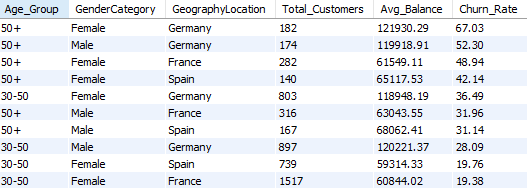 Age_Group GenderCategory GeographyLocation Total_Customers Avg_Balance Churn_Rate
50+ Female Germany 182 121930.29 67.03
50+ Male Germany 174 119918.91 52.30
50+ Female France 282 61549.11 48.94
50+ Female Spain 140 65117.53 42.14
30-50 Female Germany 803 118948.19 36.49
50+ Male France 316 63043.55 31.96
50+ Male Spain 167 68062.41 31.14
30-50 Male Germany 897 120221.37 28.09
30-50 Female Spain 739 59314.33 19.76
30-50 Female France 1517 60844.02 19.38